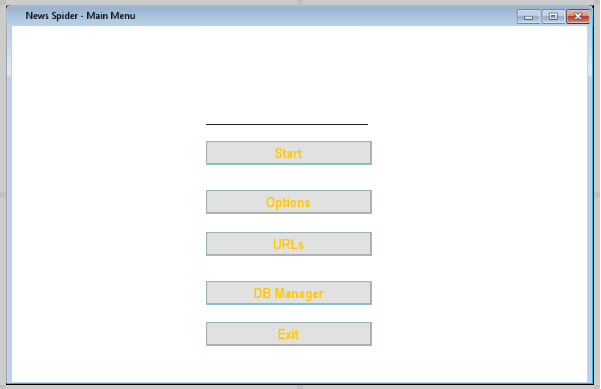 News Spider - Main Menu
Start
Options
URLs
DB Manager
Exit